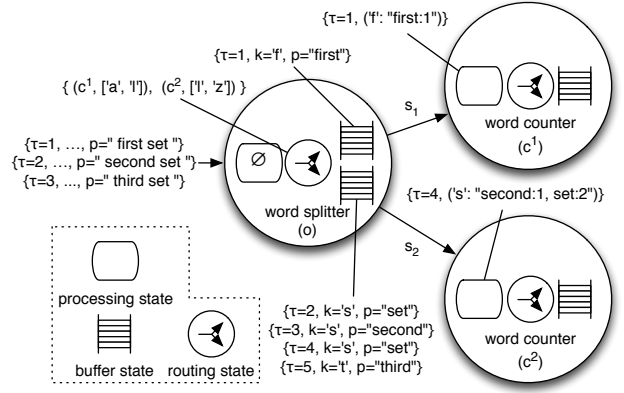 {τ=1, ('f': "first:1")}
{τ=1, k='f', p="first"}
{ (c¹, ['a', 'l']), (c², ['l', 'z']) }
s₁
word counter
(c¹)
{τ=1, ..., p=" first set "}
{τ=2, ..., p=" second set "}
{τ=3, ..., p=" third set "}
∅
word splitter
(o)
{τ=4, ('s': "second:1, set:2")}
s₂
processing state
buffer state
routing state
{τ=2, k='s', p="set"}
{τ=3, k='s', p="second"}
{τ=4, k='s', p="set"}
{τ=5, k='t', p="third"}
word counter
(c²)